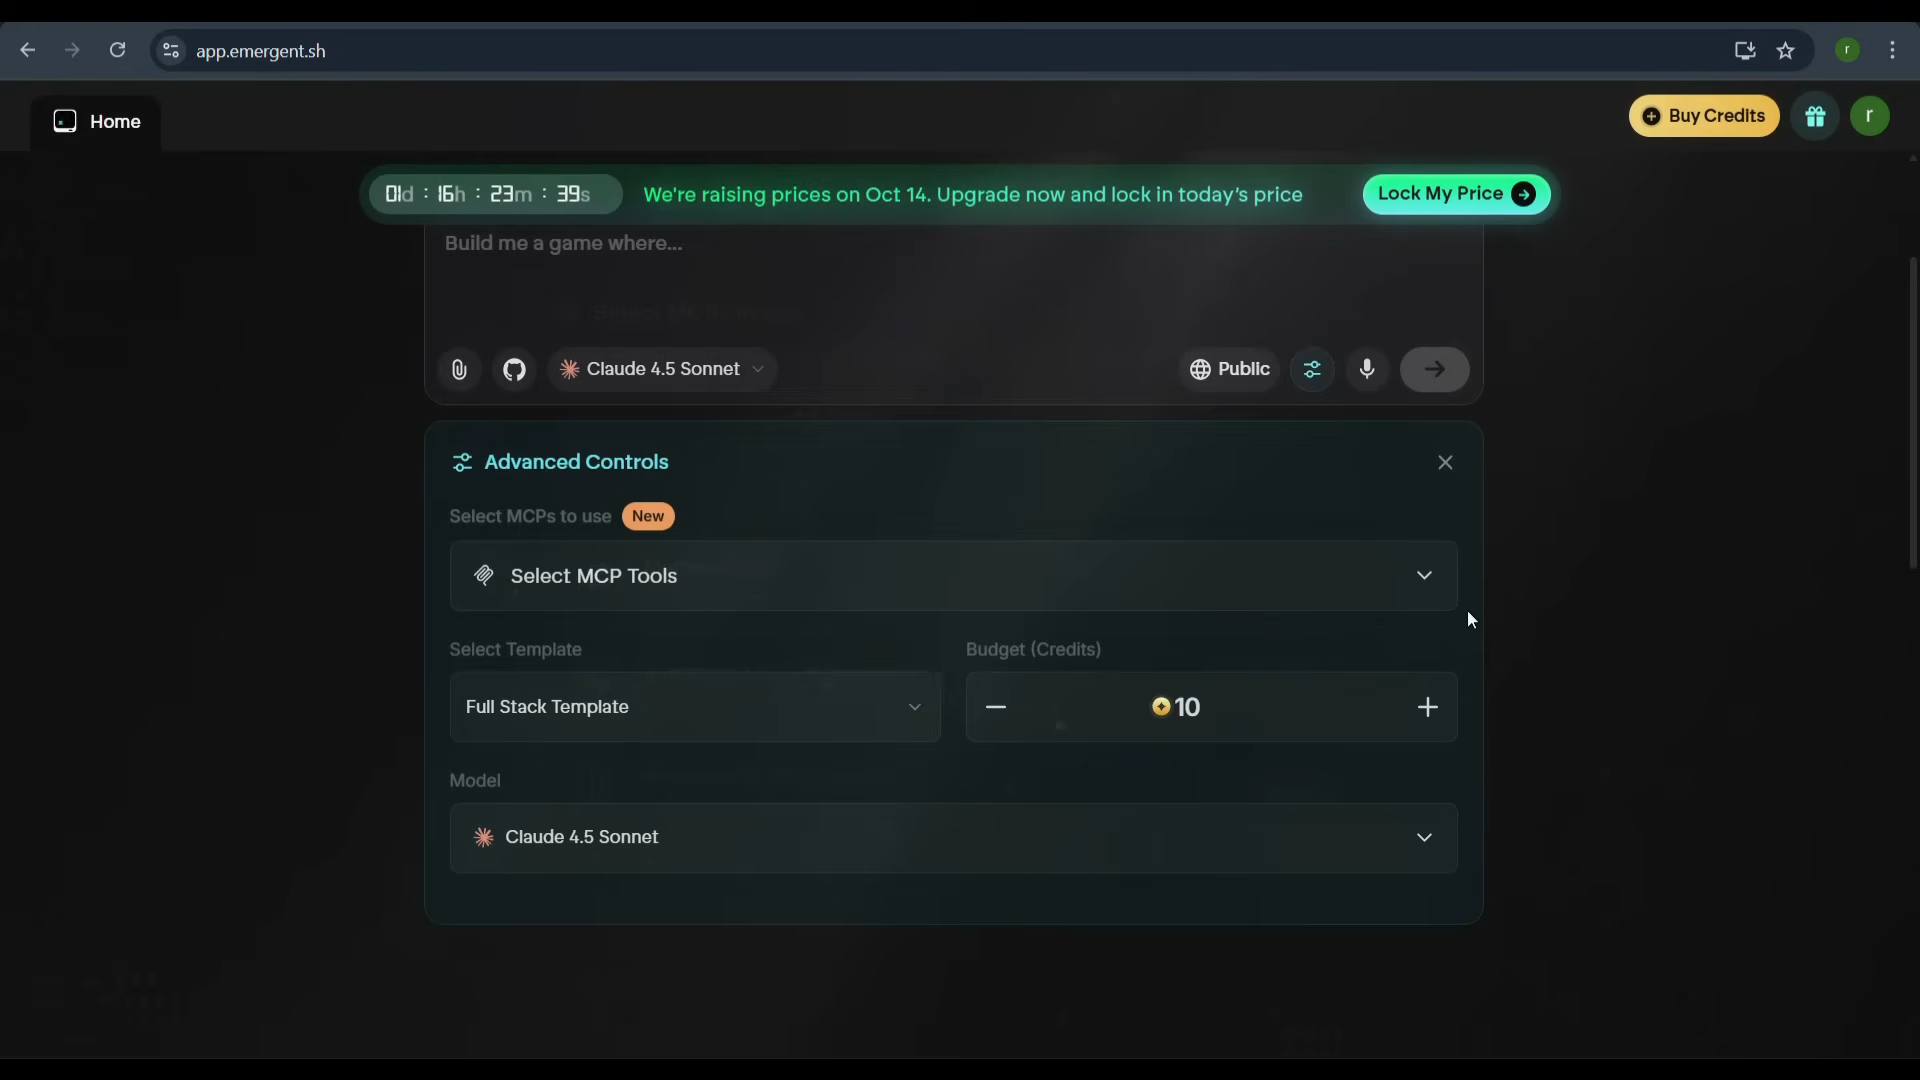 app.emergent.sh
r
Home
Buy Credits
r
01d : 16h : 23m : 39s
We're raising prices on Oct 14. Upgrade now and lock in today's price
Lock My Price
Build me a game where...
Claude 4.5 Sonnet
Public
Advanced Controls
Select MCPs to use New
Select MCP Tools
Select Template
Budget (Credits)
Full Stack Template
10
Model
Claude 4.5 Sonnet